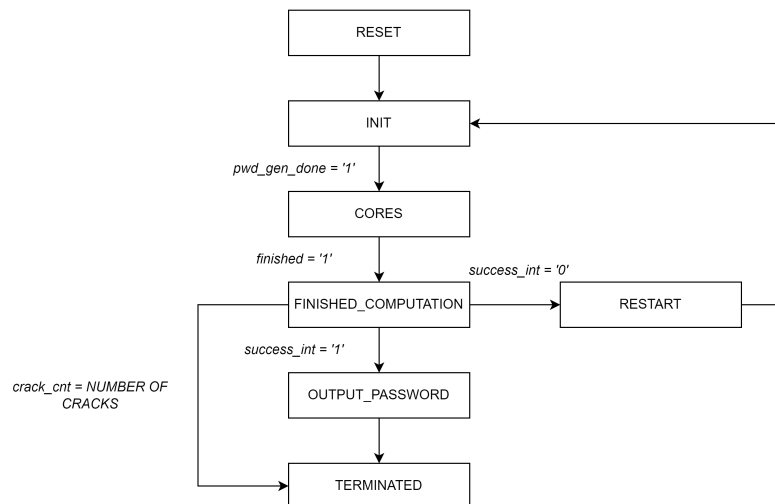 RESET
INIT
pwd_gen_done = '1'
CORES
finished = '1'
success_int = '0'
FINISHED_COMPUTATION
RESTART
success_int = '1'
crack_cnt = NUMBER OF
CRACKS
OUTPUT_PASSWORD
TERMINATED